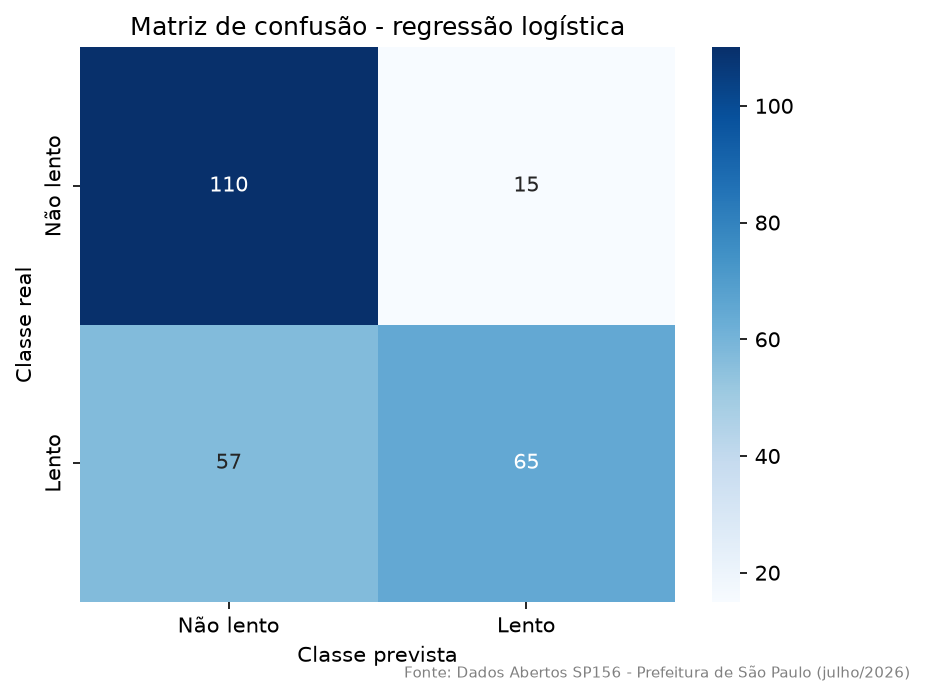 Matriz de confusão - regressão logística
Classe real
Não lento
Lento
110
15
57
65
Não lento
Lento
Classe prevista
100
80
60
40
20
Fonte: Dados Abertos SP156 - Prefeitura de São Paulo (julho/2026)